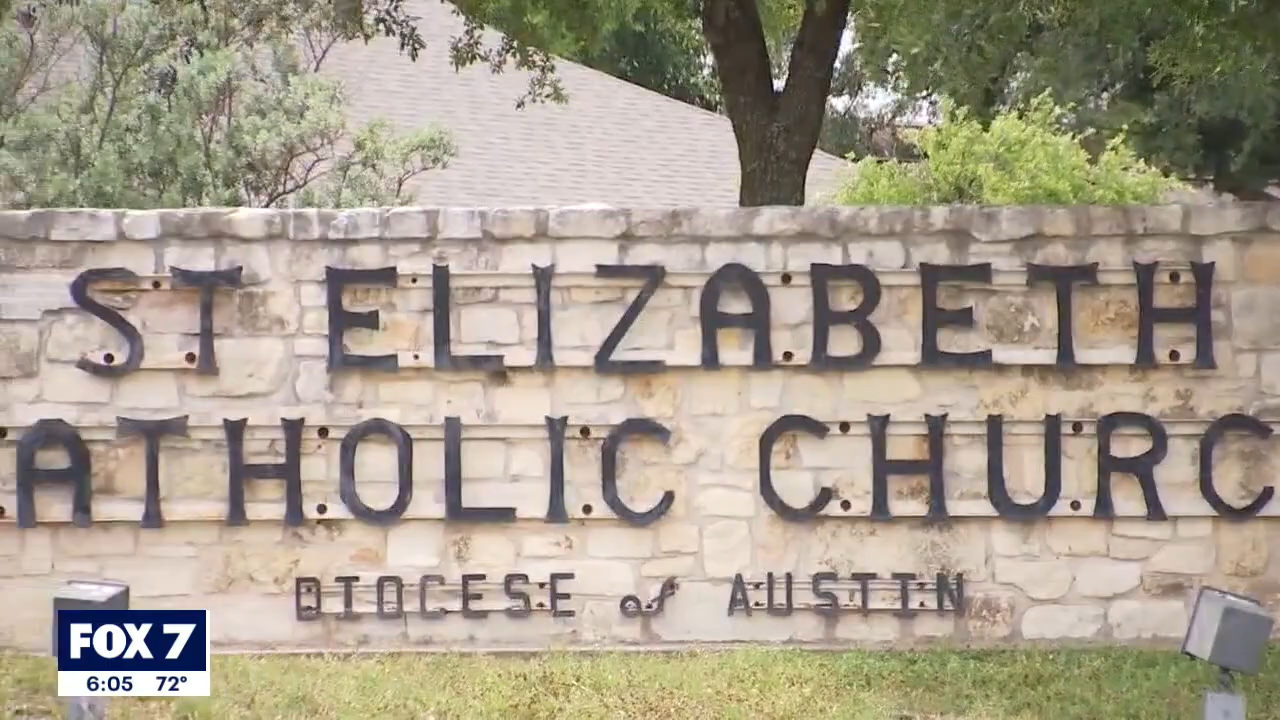 ST ELIZABETH
ATHOLIC CHURC
DIOCESE of AUSTIN
FOX 7
6:05 72°